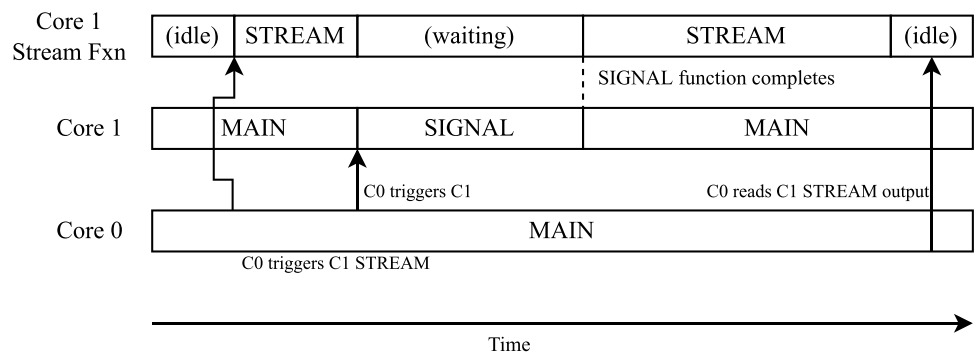 Core 1
Stream Fxn
(idle)
STREAM
(waiting)
STREAM
(idle)
SIGNAL function completes
Core 1
MAIN
SIGNAL
MAIN
C0 triggers C1
C0 reads C1 STREAM output
Core 0
MAIN
C0 triggers C1 STREAM
Time